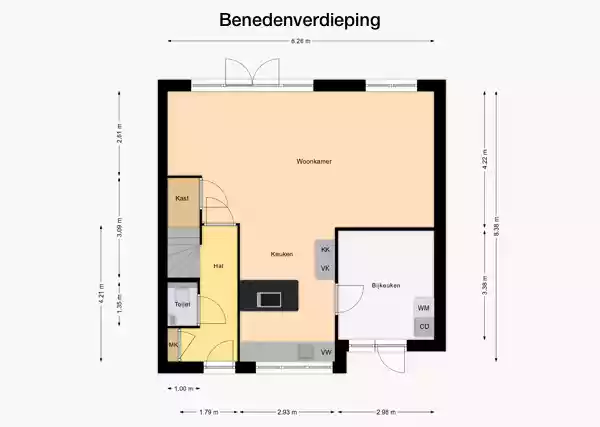 Benedenverdieping
6.26 m
2.61 m
3.09 m
1.35 m
4.21 m
Woonkamer
Kast
Hal
Keuken
KK
VK
Bijkeuken
Toilet
WM
CD
MK
VW
4.22 m
8.38 m
3.38 m
1.00 m
1.79 m
2.93 m
2.98 m